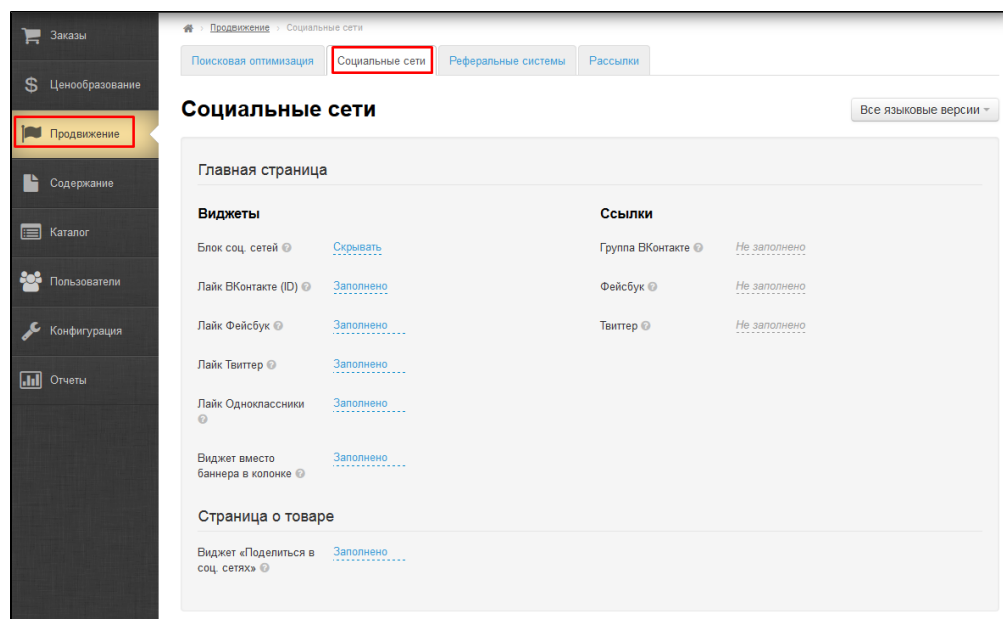 Заказы
Ценообразование
Продвижение
Содержание
Каталог
Пользователи
Конфигурация
Отчеты
Продвижение › Социальные сети
Поисковая оптимизация Социальные сети Реферальные системы Рассылки
Социальные сети
Все языковые версии
Главная страница
Виджеты Ссылки
Блок соц. сетей Скрывать Группа ВКонтакте Не заполнено
Лайк ВКонтакте (ID) Заполнено Фейсбук Не заполнено
Лайк Фейсбук Заполнено Твиттер Не заполнено
Лайк Твиттер Заполнено
Лайк Одноклассники Заполнено
Виджет вместо Заполнено
баннера в колонке
Страница о товаре
Виджет «Поделиться в Заполнено
соц. сетях»